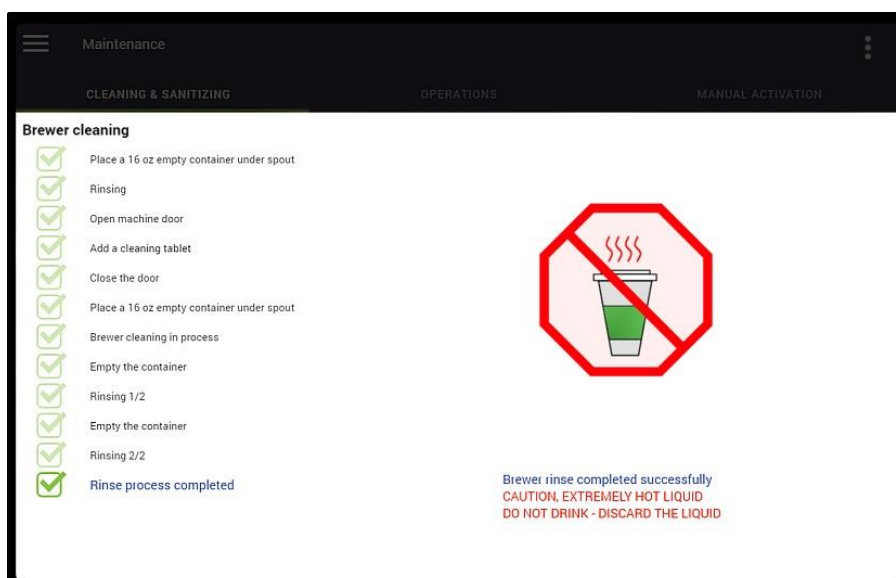 Maintenance
CLEANING & SANITIZING
OPERATIONS
MANUAL ACTIVATION
Brewer cleaning
Place a 16 oz empty container under spout
Rinsing
Open machine door
Add a cleaning tablet
Close the door
Place a 16 oz empty container under spout
Brewer cleaning in process
Empty the container
Rinsing 1/2
Empty the container
Rinsing 2/2
Rinse process completed
Brewer rinse completed successfully
CAUTION, EXTREMELY HOT LIQUID
DO NOT DRINK - DISCARD THE LIQUID